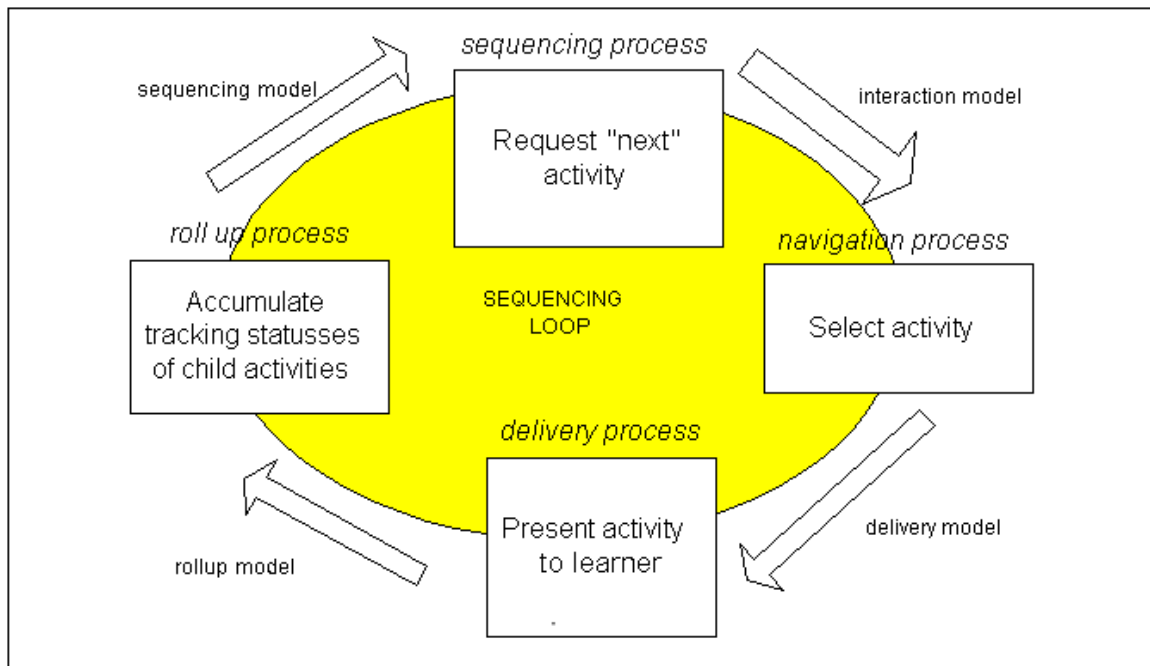 sequencing process
sequencing model
interaction model
Request "next"
activity
roll up process
navigation process
Accumulate
tracking statusses
of child activities
SEQUENCING
LOOP
Select activity
delivery process
Present activity
to learner
rollup model
delivery model